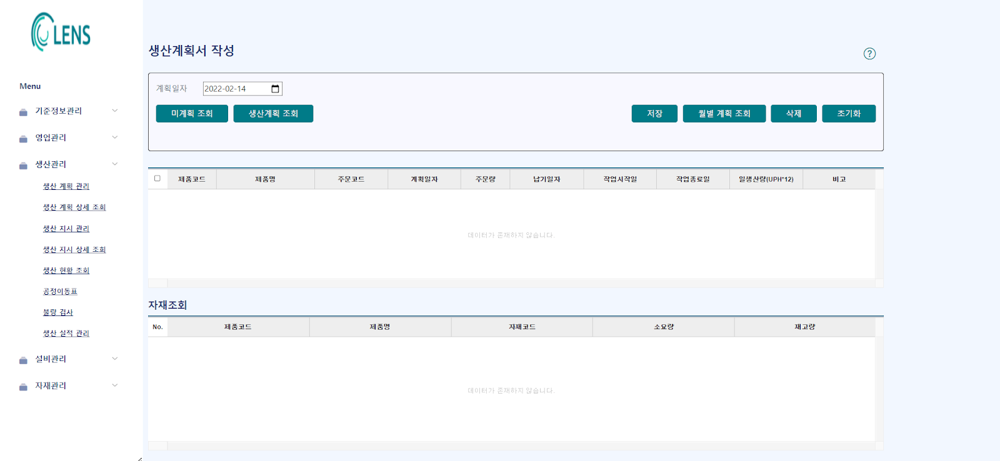 LENS
Menu
기준정보관리
영업관리
생산관리
생산 계획 관리
생산 계획 상세 조회
생산 지시 관리
생산 지시 상세 조회
생산 현황 조회
공정이동표
불량 검사
생산 실적 관리
설비관리
자재관리
생산계획서 작성
?
계획일자 2022-02-14
미계획 조회 생산계획 조회 저장 월별 계획 조회 삭제 초기화
제품코드 제품명 주문코드 계획일자 주문량 납기일자 작업시작일 작업종료일 일생산량(UPH*12) 비고
데이터가 존재하지 않습니다.
자재조회
No. 제품코드 제품명 자재코드 소요량 재고량
데이터가 존재하지 않습니다.